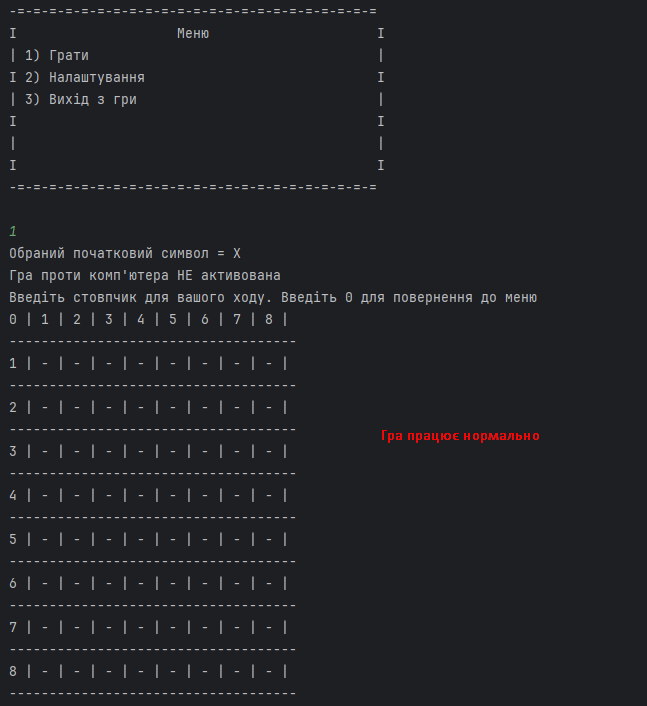 -=-=-=-=-=-=-=-=-=-=-=-=-=-=-=-=-=-=-=-=-=-=-=
I                    Меню                     I
| 1) Грати                                    |
I 2) Налаштування                             I
| 3) Вихід з гри                              |
I                                             I
|                                             |
I                                             I
-=-=-=-=-=-=-=-=-=-=-=-=-=-=-=-=-=-=-=-=-=-=-=
1
Обраний початковий символ = X
Гра проти комп'ютера НЕ активована
Введіть стовпчик для вашого ходу. Введіть 0 для повернення до меню
0 | 1 | 2 | 3 | 4 | 5 | 6 | 7 | 8 |
------------------------------------
1 | - | - | - | - | - | - | - | - |
------------------------------------
2 | - | - | - | - | - | - | - | - |
------------------------------------
Гра працює нормально
3 | - | - | - | - | - | - | - | - |
------------------------------------
4 | - | - | - | - | - | - | - | - |
------------------------------------
5 | - | - | - | - | - | - | - | - |
------------------------------------
6 | - | - | - | - | - | - | - | - |
------------------------------------
7 | - | - | - | - | - | - | - | - |
------------------------------------
8 | - | - | - | - | - | - | - | - |
------------------------------------